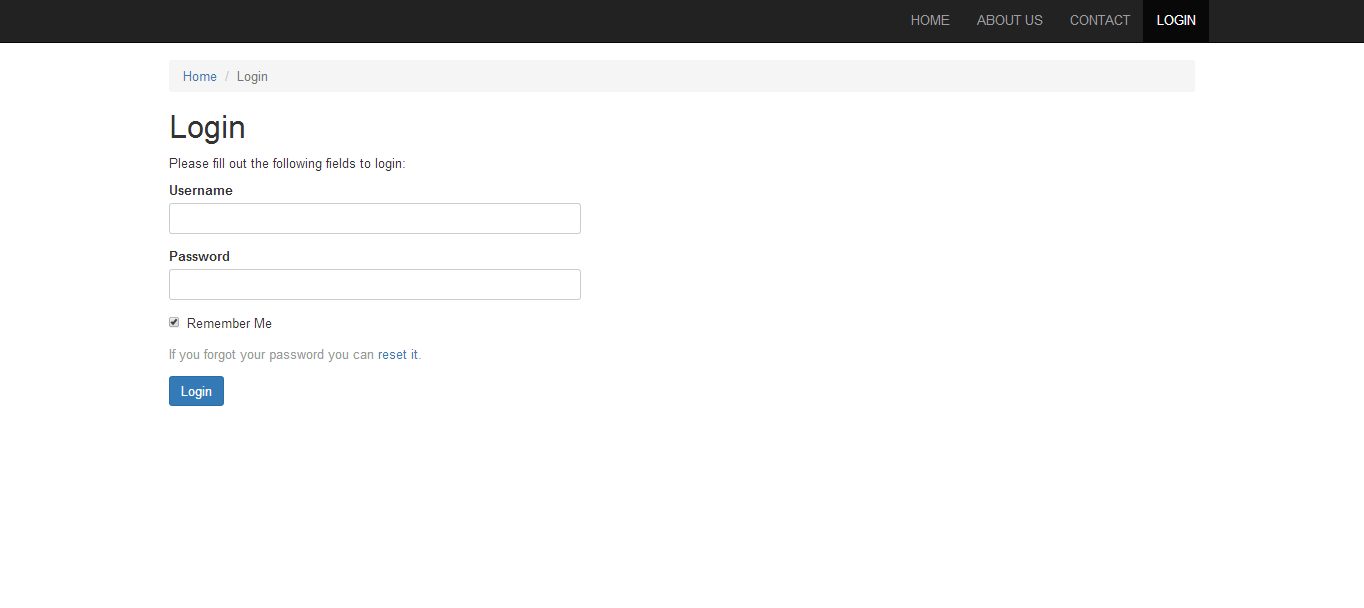 HOME ABOUT US CONTACT LOGIN
Home / Login
Login
Please fill out the following fields to login:
Username
Password
Remember Me
If you forgot your password you can reset it.
Login